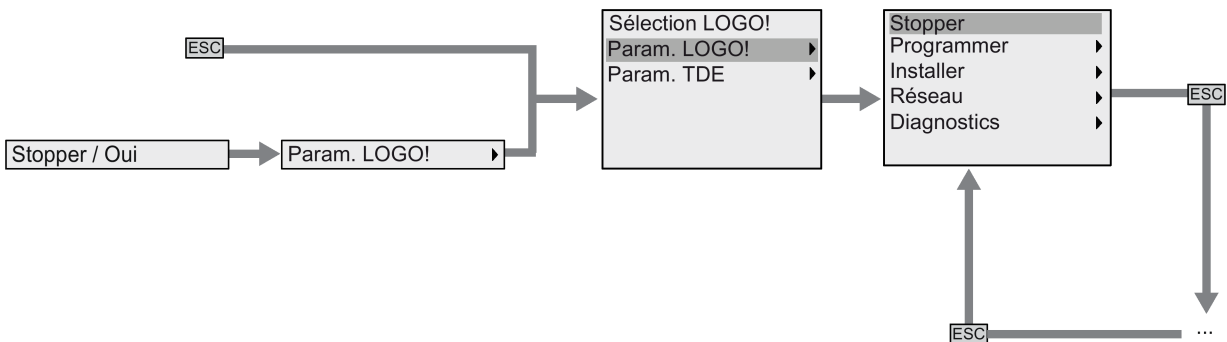 ESC
Stopper / Oui
Param. LOGO!
Sélection LOGO!
Param. LOGO!
Param. TDE
Stopper
Programmer
Installer
Réseau
Diagnostics
ESC
ESC
...